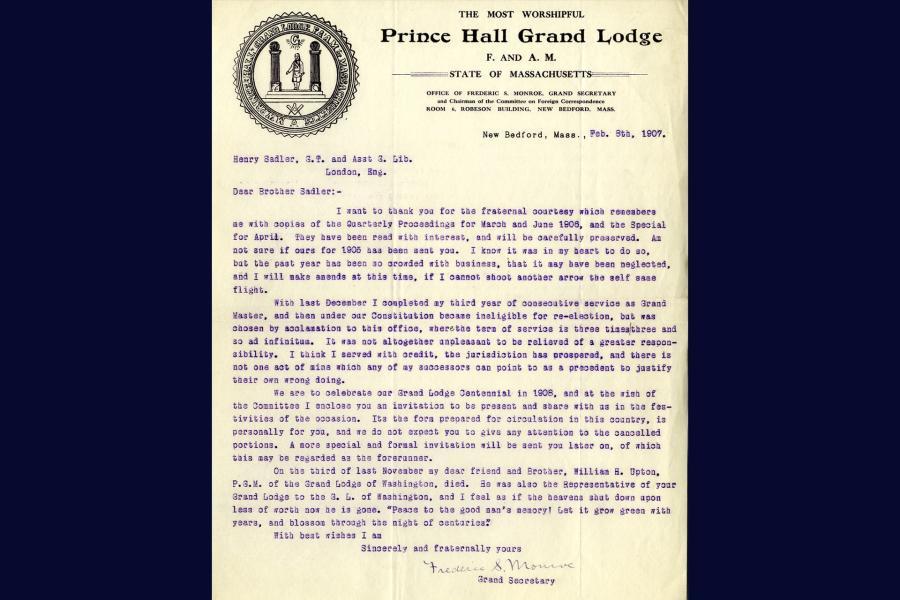 THE MOST WORSHIPFUL
Prince Hall Grand Lodge
F. AND A. M.
STATE OF MASSACHUSETTS
OFFICE OF FREDERIC S. MONROE, GRAND SECRETARY
and Chairman of the Committee on Foreign Correspondence
ROOM 6, ROBESON BUILDING, NEW BEDFORD, MASS.
New Bedford, Mass., Feb. 8th, 1907.
Henry Sadler, G.T. and Asst G. Lib.
London, Eng.
Dear Brother Sadler:-
I want to thank you for the fraternal courtesy which remembers
me with copies of the Quarterly Proceedings for March and June 1906, and the Special
for April. They have been read with interest, and will be carefully preserved. Am
not sure if ours for 1905 has been sent you. I know it was in my heart to do so,
but the past year has been so crowded with business, that it may have been neglected,
and I will make amends at this time, if I cannot shoot another arrow the self same
flight.
With last December I completed my third year of consecutive service as Grand
Master, and then under our Constitution became ineligible for re-election, but was
chosen by acclamation to this office, wherethe term of service is three timesthree and
so ad infinitum. It was not altogether unpleasant to be relieved of a greater respon-
sibility. I think I served with credit, the jurisdiction has prospered, and there is
not one act of mine which any of my successors can point to as a precedent to justify
their own wrong doing.
We are to celebrate our Grand Lodge Centennial in 1908, and at the wish of
the Committee I enclose you an invitation to be present and share with us in the fes-
tivities of the occasion. Its the form prepared for circulation in this country, is
personally for you, and we do not expect you to give any attention to the cancelled
portions. A more special and formal invitation will be sent you later on, of which
this may be regarded as the forerunner.
On the third of last November my dear friend and Brother, William H. Upton,
P.G.M. of the Grand Lodge of Washington, died. He was also the Representative of your
Grand Lodge to the G. L. of Washington, and I feel as if the heavens shut down upon
less of worth now he is gone. "Peace to the good man's memory! Let it grow green with
years, and blossom through the night of centuries!"
With best wishes I am
Sincerely and fraternally yours
Frederic S. Monroe
Grand Secretary